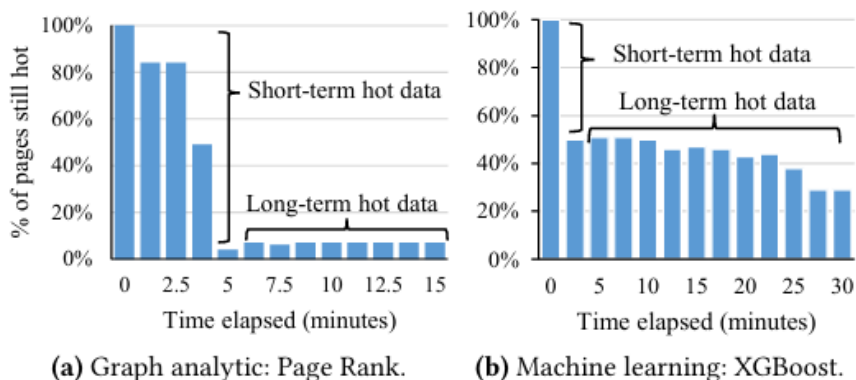 % of pages still hot
100%
80%
60%
40%
20%
0%
Short-term hot data
Long-term hot data
0 2.5 5 7.5 10 12.5 15
Time elapsed (minutes)
(a) Graph analytic: Page Rank.
100%
80%
60%
40%
20%
0%
Short-term hot data
Long-term hot data
0 5 10 15 20 25 30
Time elapsed (minutes)
(b) Machine learning: XGBoost.